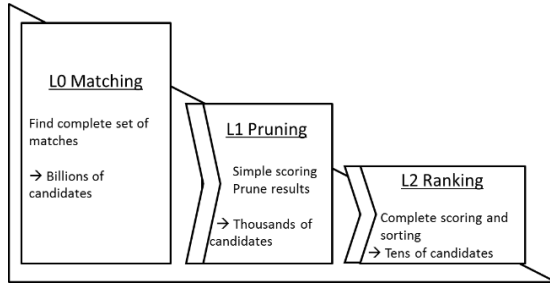 L0 Matching
Find complete set of
matches
→ Billions of
candidates
L1 Pruning
Simple scoring
Prune results
→ Thousands of
candidates
L2 Ranking
Complete scoring and
sorting
→ Tens of candidates